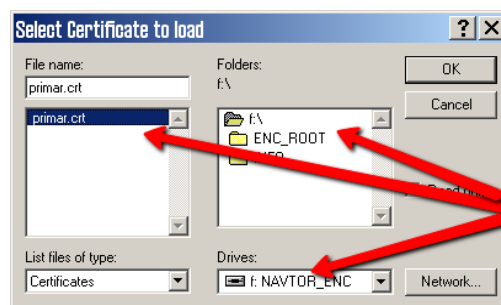 Select Certificate to load
File name:
primar.crt
primar.crt
List files of type:
Certificates
Folders:
f:\
f:\
ENC_ROOT
Drives:
f: NAVTOR_ENC
OK
Cancel
Network...